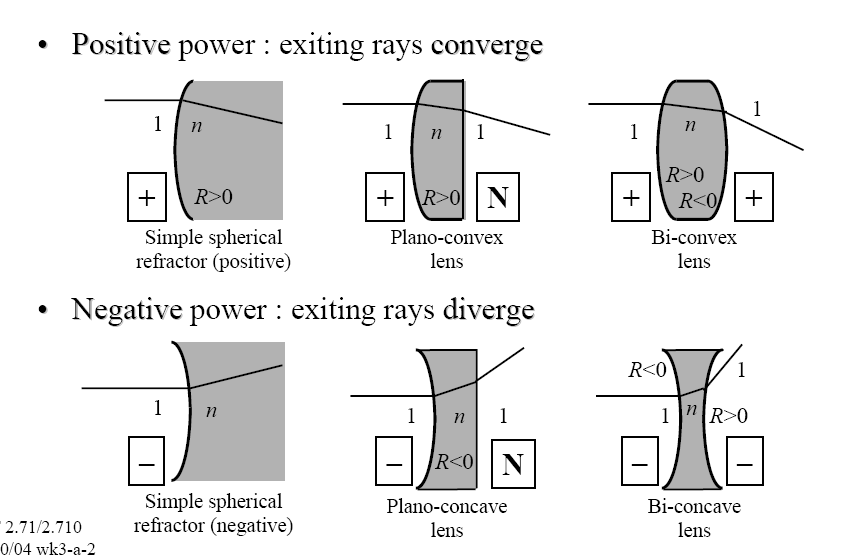 • Positive power : exiting rays converge
1 n
+ R>0
Simple spherical
refractor (positive)
1 n 1
+ R>0 N
Plano-convex
lens
1 n 1
R>0
+ R<0 +
Bi-convex
lens
• Negative power : exiting rays diverge
1 n
–
Simple spherical
refractor (negative)
1 n 1
– R<0 N
Plano-concave
lens
R<0 1
1 n R>0
– –
Bi-concave
lens
2.71/2.710
0/04 wk3-a-2